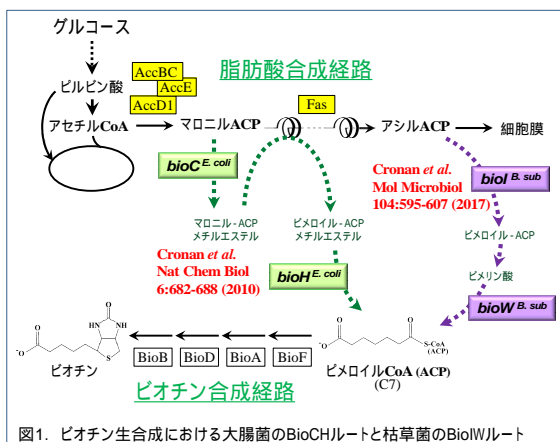 グルコース
ピルビン酸
AccBC
AccE
AccD1
脂肪酸合成経路
Fas
アセチルCoA
マロニルACP
アシルACP
細胞膜
bioC E. coli
Cronan et al.
Mol Microbiol
104:595-607 (2017)
bioI B. sub
マロニル-ACP
メチルエステル
ピメロイル-ACP
メチルエステル
ピメロイル-ACP
Cronan et al.
Nat Chem Biol
6:682-688 (2010)
bioH E. coli
ピメリン酸
bioW B. sub
O
HN
NH
O
-O
S
BioB
BioD
BioA
BioF
O
O
-O
S-CoA
(ACP)
ビオチン
ピメロイルCoA (ACP)
(C7)
ビオチン合成経路
図1. ビオチン生合成における大腸菌のBioCHルートと枯草菌のBioIWルート